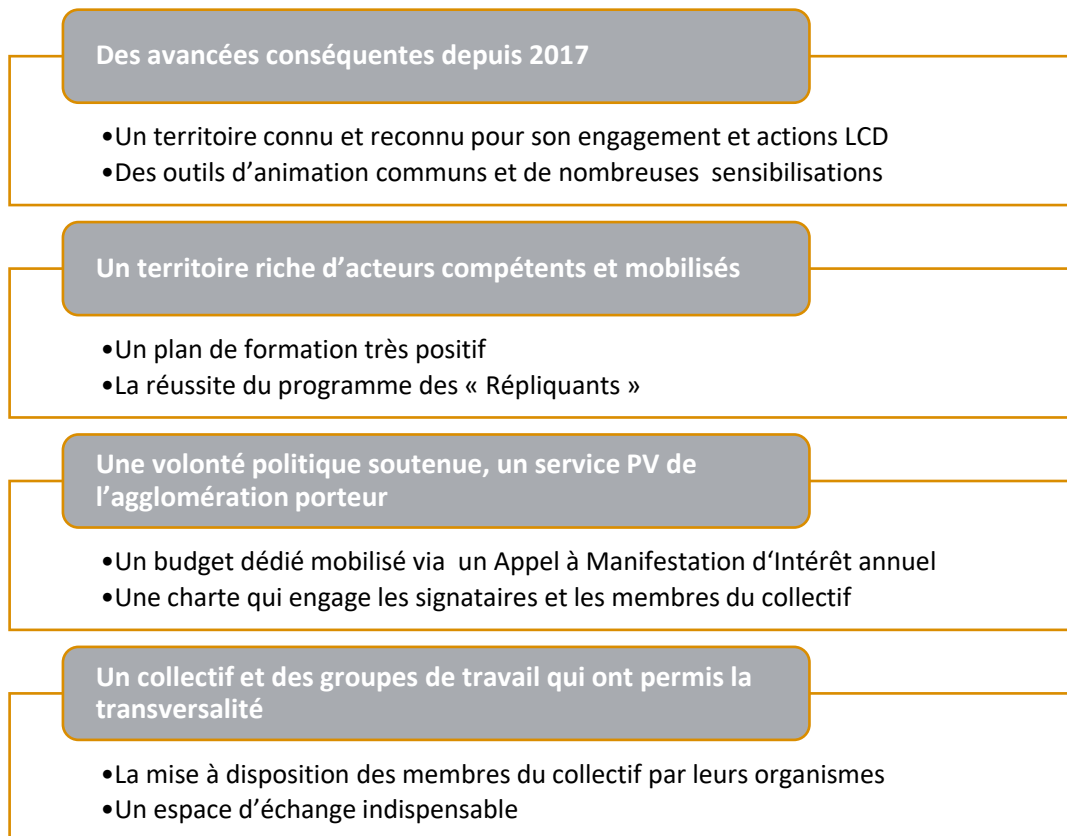 Des avancées conséquentes depuis 2017
•Un territoire connu et reconnu pour son engagement et actions LCD
•Des outils d’animation communs et de nombreuses  sensibilisations
Un territoire riche d’acteurs compétents et mobilisés
•Un plan de formation très positif
•La réussite du programme des « Répliquants »
Une volonté politique soutenue, un service PV de
l’agglomération porteur
•Un budget dédié mobilisé via  un Appel à Manifestation d‘Intérêt annuel
•Une charte qui engage les signataires et les membres du collectif
Un collectif et des groupes de travail qui ont permis la
transversalité
•La mise à disposition des membres du collectif par leurs organismes
•Un espace d’échange indispensable